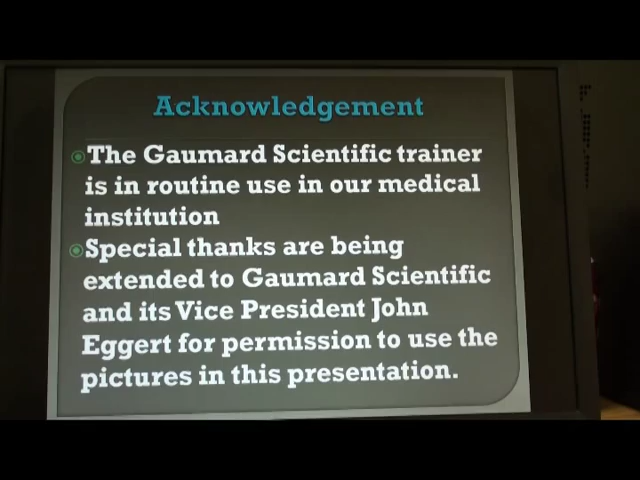 Acknowledgement
The Gaumard Scientific trainer
is in routine use in our medical
institution
Special thanks are being
extended to Gaumard Scientific
and its Vice President John
Eggert for permission to use the
pictures in this presentation.